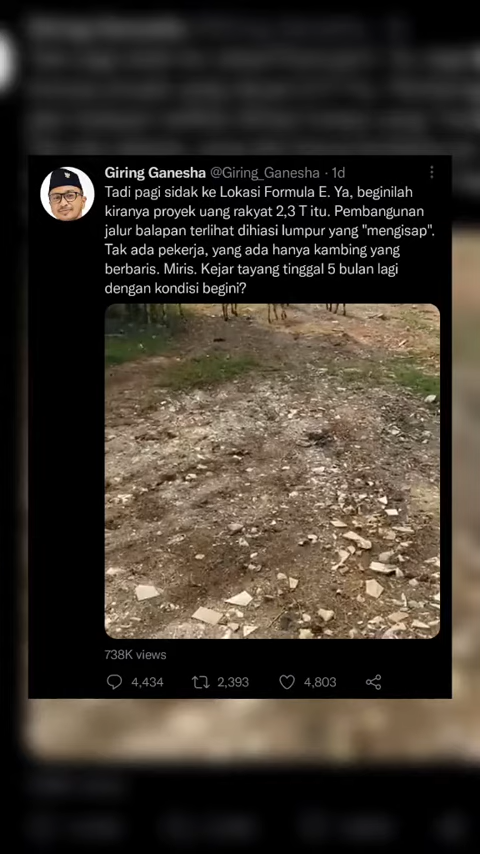 Giring Ganesha @Giring_Ganesha · 1d
Tadi pagi sidak ke Lokasi Formula E. Ya, beginilah
kiranya proyek uang rakyat 2,3 T itu. Pembangunan
jalur balapan terlihat dihiasi lumpur yang "mengisap".
Tak ada pekerja, yang ada hanya kambing yang
berbaris. Miris. Kejar tayang tinggal 5 bulan lagi
dengan kondisi begini?
738K views
4,434 2,393 4,803